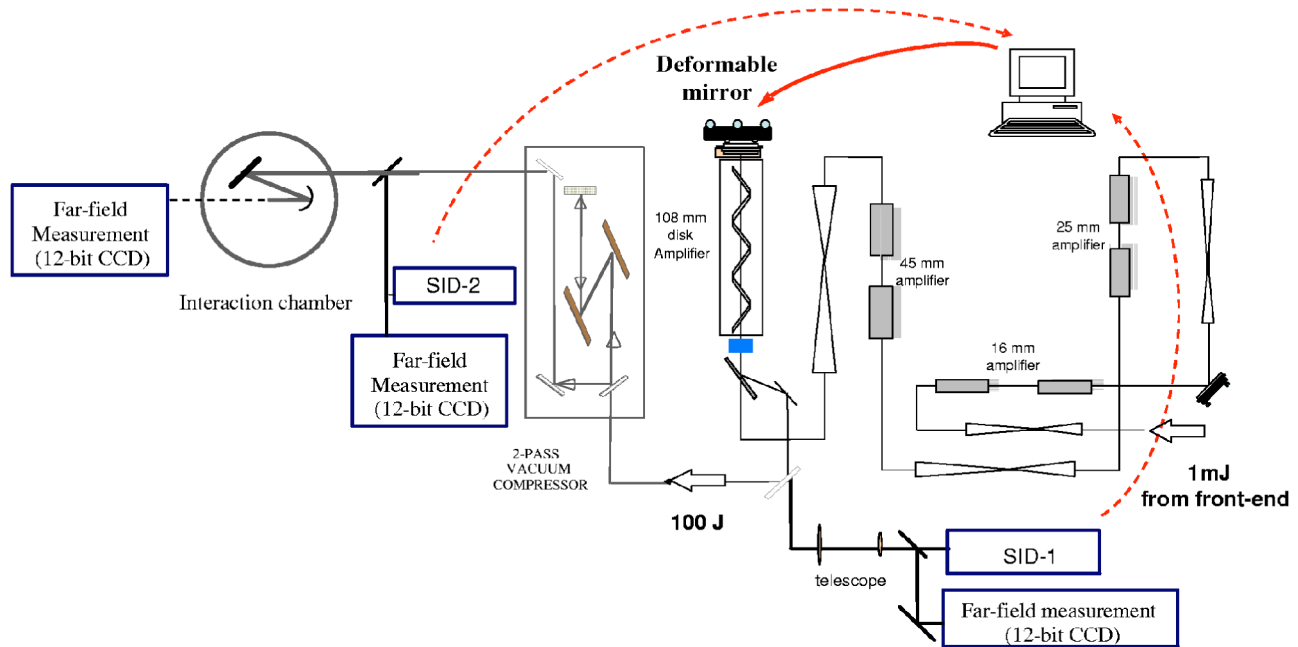 Deformable
mirror
Far-field
Measurement
(12-bit CCD)
Interaction chamber
SID-2
Far-field
Measurement
(12-bit CCD)
108 mm
disk
Amplifier
45 mm
amplifier
25 mm
amplifier
16 mm
amplifier
2-PASS
VACUUM
COMPRESSOR
100 J
1mJ
from front-end
telescope
SID-1
Far-field measurement
(12-bit CCD)